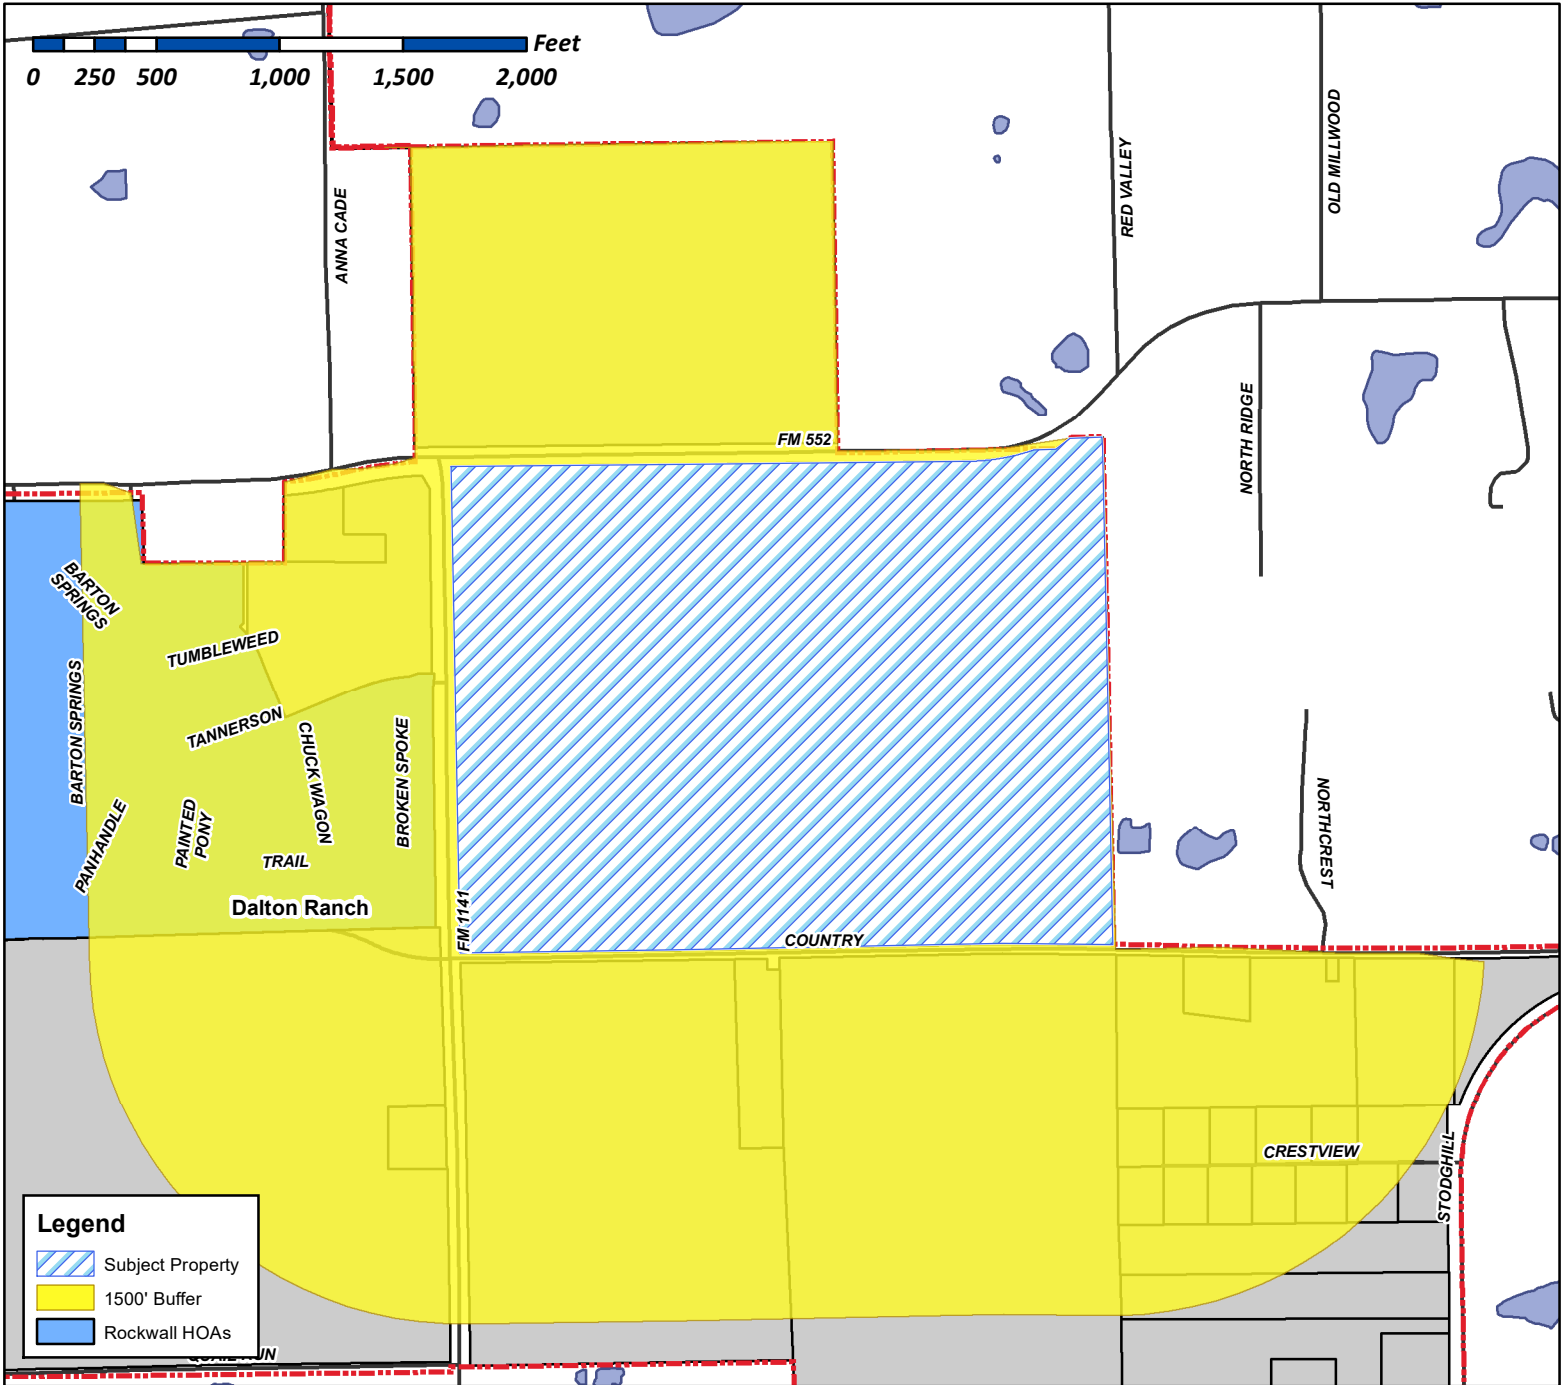 Feet
0 250 500 1,000 1,500 2,000
OLD MILLWOOD
RED VALLEY
ANNA CADE
NORTH RIDGE
FM 552
BARTON
SPRINGS
TUMBLEWEED
BARTON SPRINGS
TANNERSON
CHUCK WAGON
BROKEN SPOKE
PANHANDLE
PAINTED
PONY
TRAIL
NORTHCREST
Dalton Ranch
FM 1141
COUNTRY
CRESTVIEW
STODGHILL
Legend
Subject Property
1500' Buffer
Rockwall HOAs